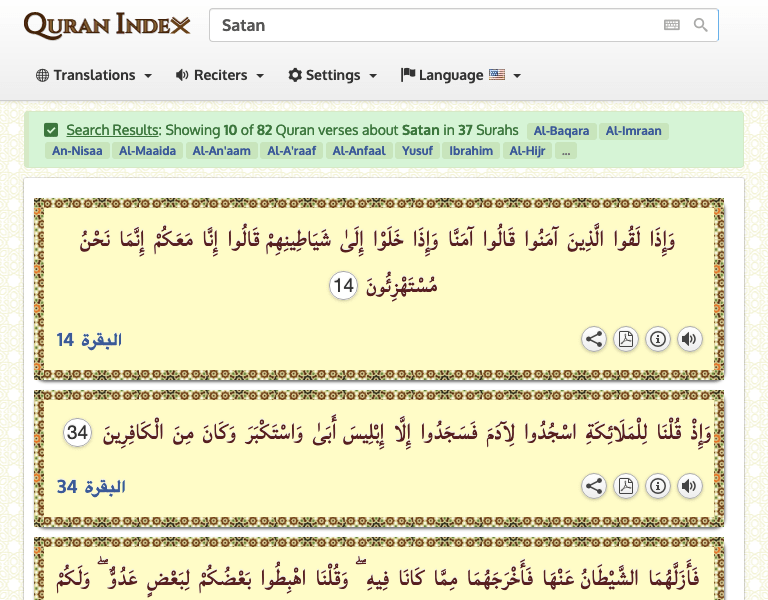 QURAN INDEX
Satan
Translations Reciters Settings Language
Search Results: Showing 10 of 82 Quran verses about Satan in 37 Surahs Al-Baqara Al-Imraan
An-Nisaa Al-Maaida Al-An'aam Al-A'raaf Al-Anfaal Yusuf Ibrahim Al-Hijr ...
وَإِذَا لَقُوا الَّذِينَ آمَنُوا قَالُوا آمَنَّا وَإِذَا خَلَوْا إِلَىٰ شَيَاطِينِهِمْ قَالُوا إِنَّا مَعَكُمْ إِنَّمَا نَحْنُ
مُسْتَهْزِئُونَ 14
البقرة 14
وَإِذْ قُلْنَا لِلْمَلَائِكَةِ اسْجُدُوا لِآدَمَ فَسَجَدُوا إِلَّا إِبْلِيسَ أَبَىٰ وَاسْتَكْبَرَ وَكَانَ مِنَ الْكَافِرِينَ 34
البقرة 34
فَأَزَلَّهُمَا الشَّيْطَانُ عَنْهَا فَأَخْرَجَهُمَا مِمَّا كَانَا فِيهِ ۖ وَقُلْنَا اهْبِطُوا بَعْضُكُمْ لِبَعْضٍ عَدُوٌّ ۖ وَلَكُمْ